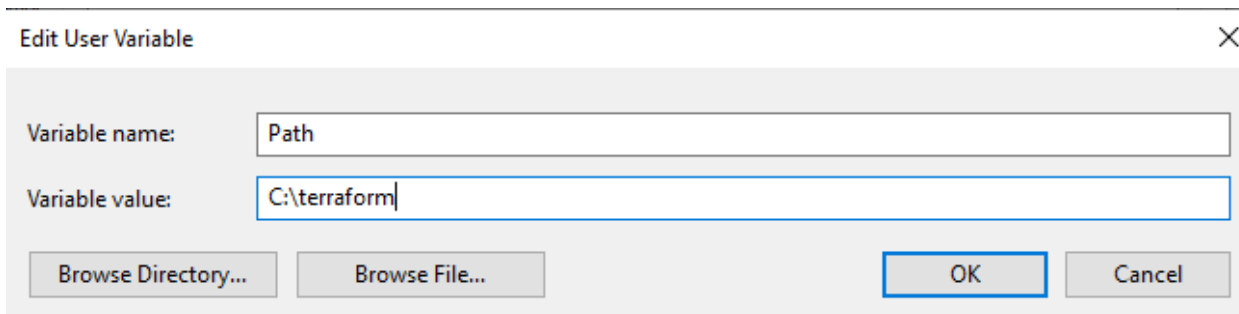 Edit User Variable
Variable name: Path
Variable value: C:\terraform
Browse Directory... Browse File... OK Cancel